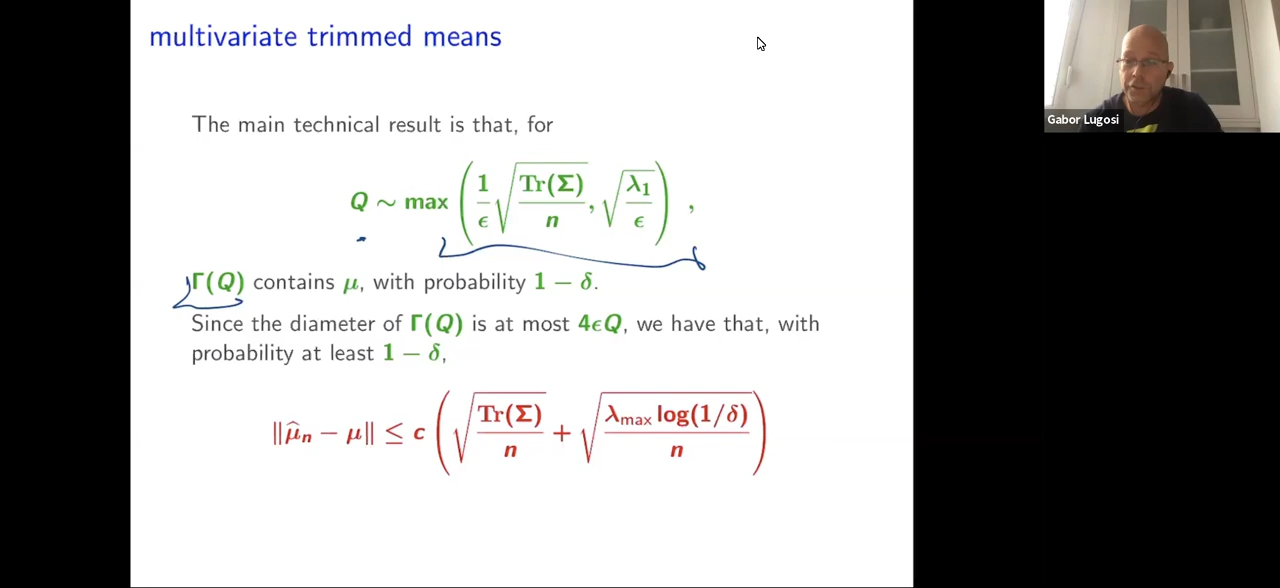 multivariate trimmed means
Gabor Lugosi
The main technical result is that, for
Q ∼ max ( 1/ϵ √(Tr(Σ)/n), √(λ₁/ϵ) ) ,
Γ(Q) contains μ, with probability 1 − δ.
Since the diameter of Γ(Q) is at most 4ϵQ, we have that, with
probability at least 1 − δ,
‖μ̂ₙ − μ‖ ≤ c ( √(Tr(Σ)/n) + √(λmax log(1/δ)/n) )